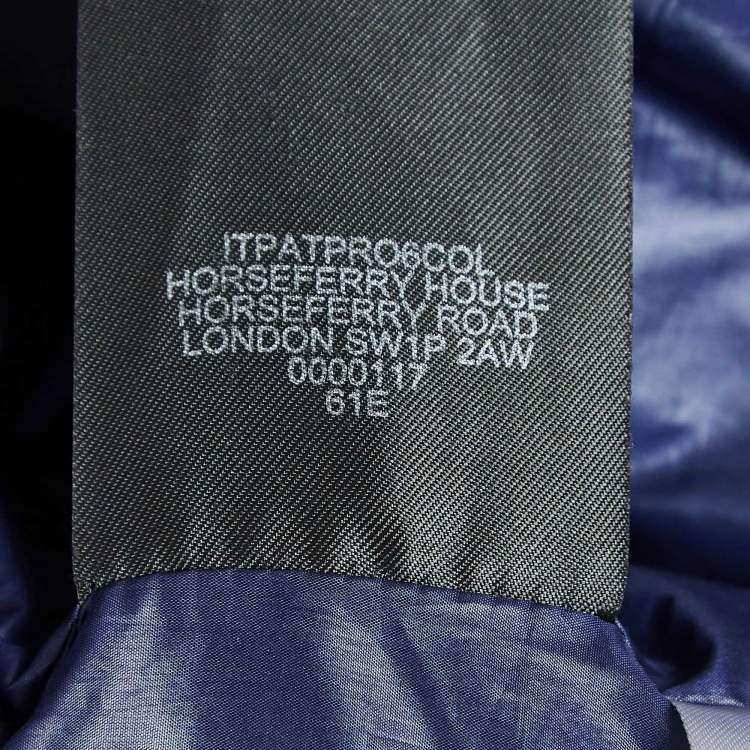 ITPATPRO6COL
HORSEFERRY HOUSE
HORSEFERRY ROAD
LONDON SW1P 2AW
0000117
61E